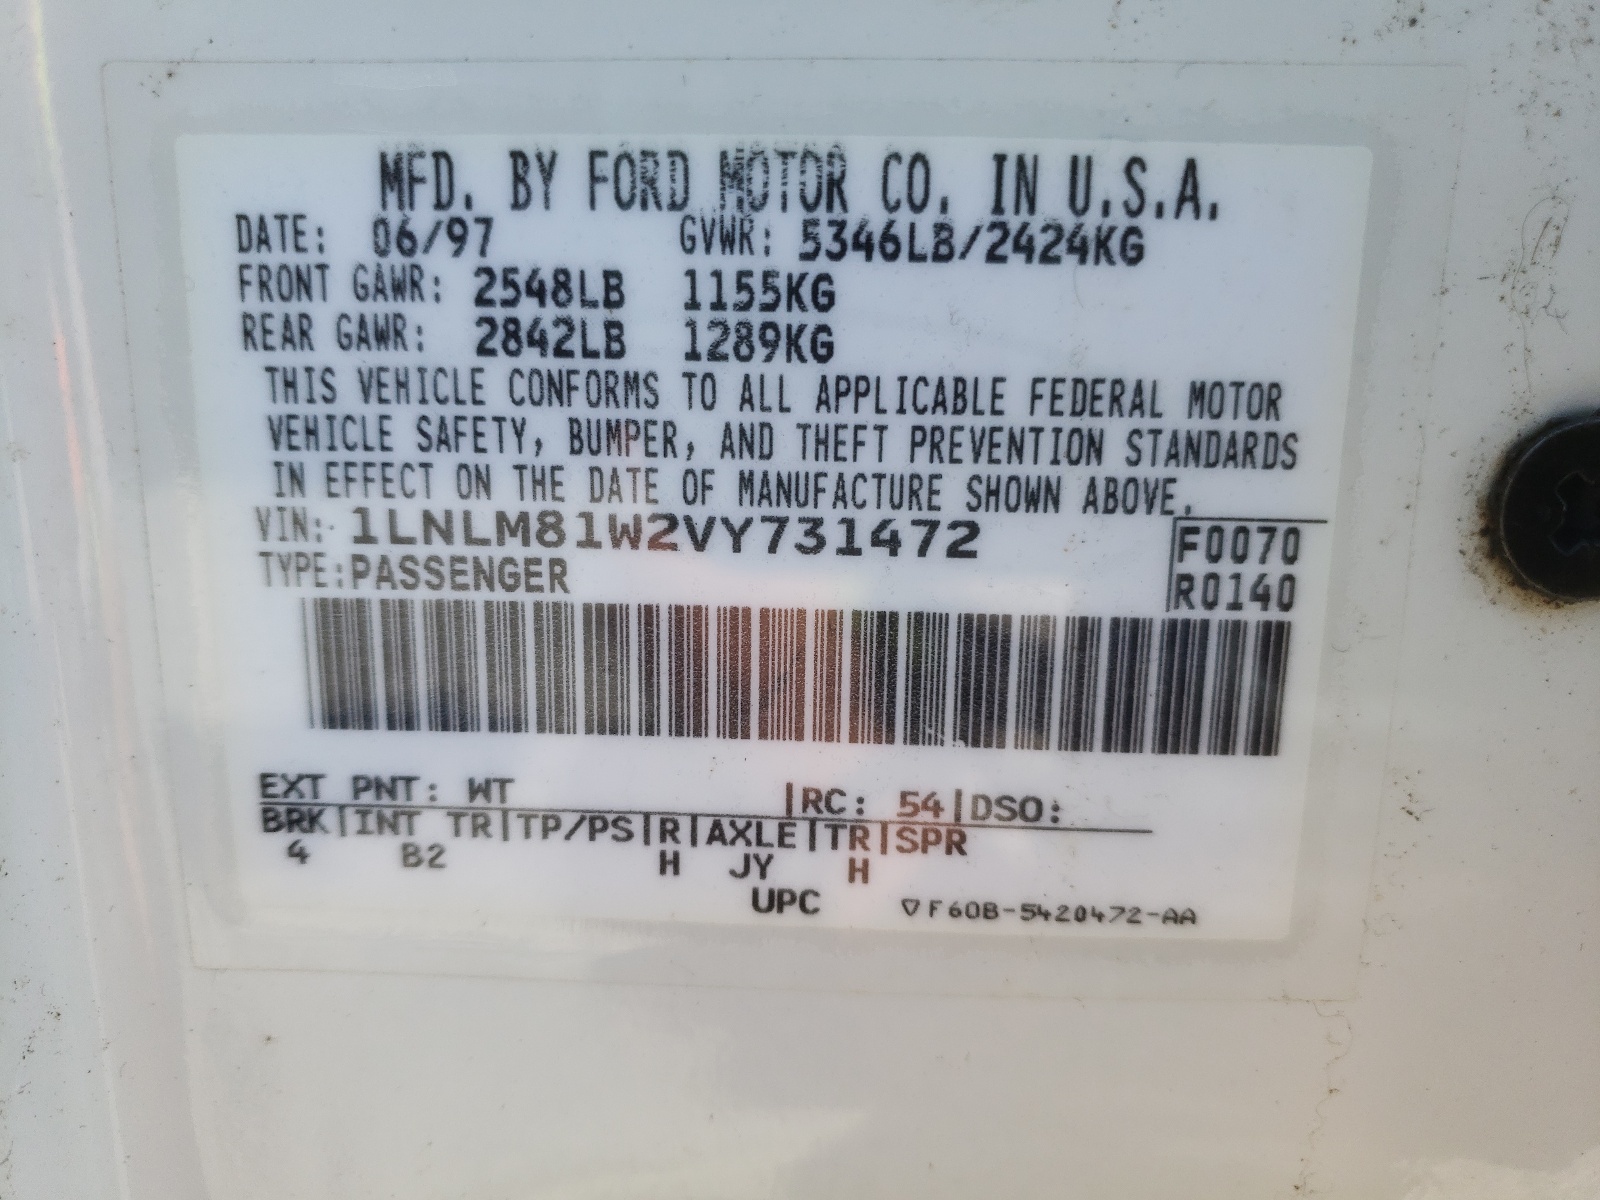 MFD. BY FORD MOTOR CO. IN U.S.A.
DATE: 06/97 GVWR: 5346LB/2424KG
FRONT GAWR: 2548LB 1155KG
REAR GAWR: 2842LB 1289KG
THIS VEHICLE CONFORMS TO ALL APPLICABLE FEDERAL MOTOR
VEHICLE SAFETY, BUMPER, AND THEFT PREVENTION STANDARDS
IN EFFECT ON THE DATE OF MANUFACTURE SHOWN ABOVE.
VIN: 1LNLM81W2VY731472 F0070
TYPE: PASSENGER R0140
EXT PNT: WT |RC: 54|DSO:
BRK|INT TR|TP/PS|R|AXLE|TR|SPR
4 B2 H JY H
UPC ▽F60B-5420472-AA